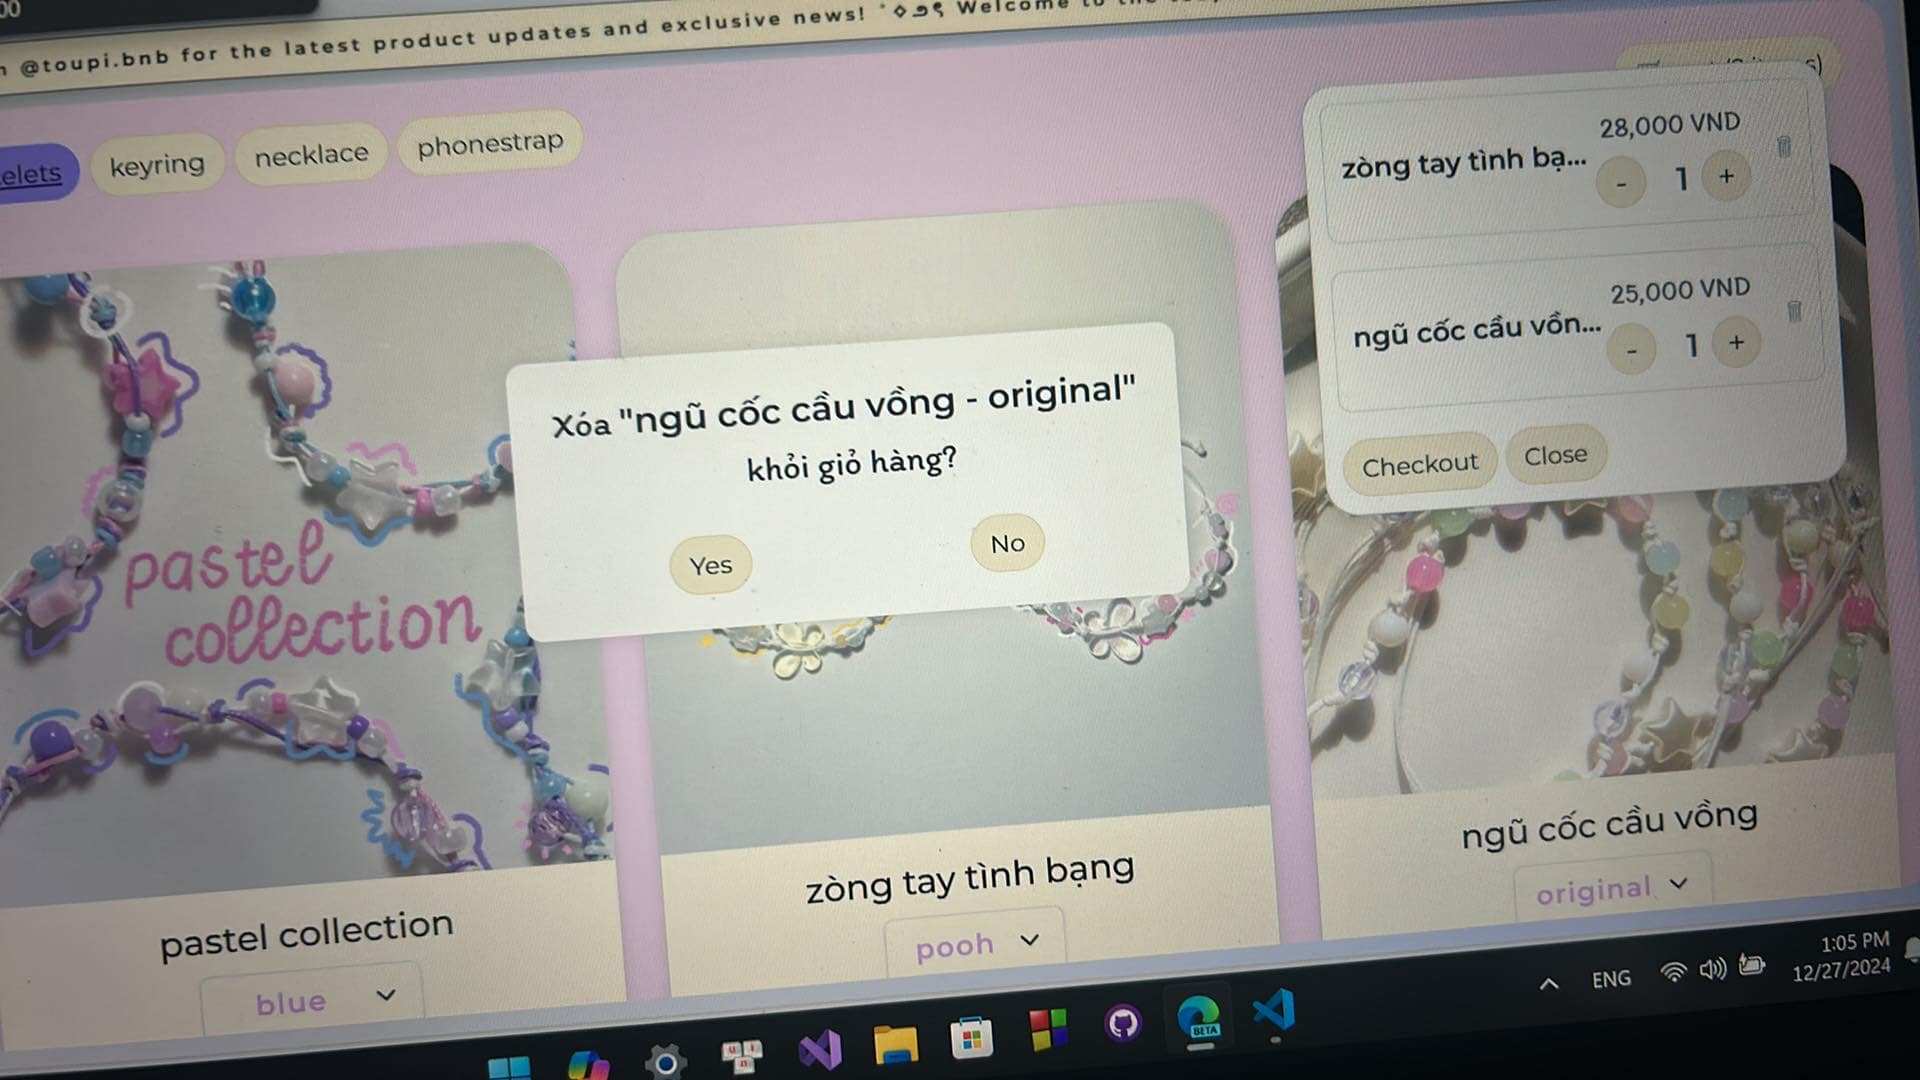 00
@toupi.bnb for the latest product updates and exclusive news! Welcome to the
elets
keyring
necklace
phonestrap
28,000 VND
zòng tay tình bạ...
- 1 +
25,000 VND
ngũ cốc cầu vồn...
- 1 +
Checkout
Close
Xóa "ngũ cốc cầu vồng - original"
khỏi giỏ hàng?
Yes
No
pastel
collection
pastel collection
blue
zòng tay tình bạng
pooh
ngũ cốc cầu vồng
original
BETA
ENG
1:05 PM
12/27/2024